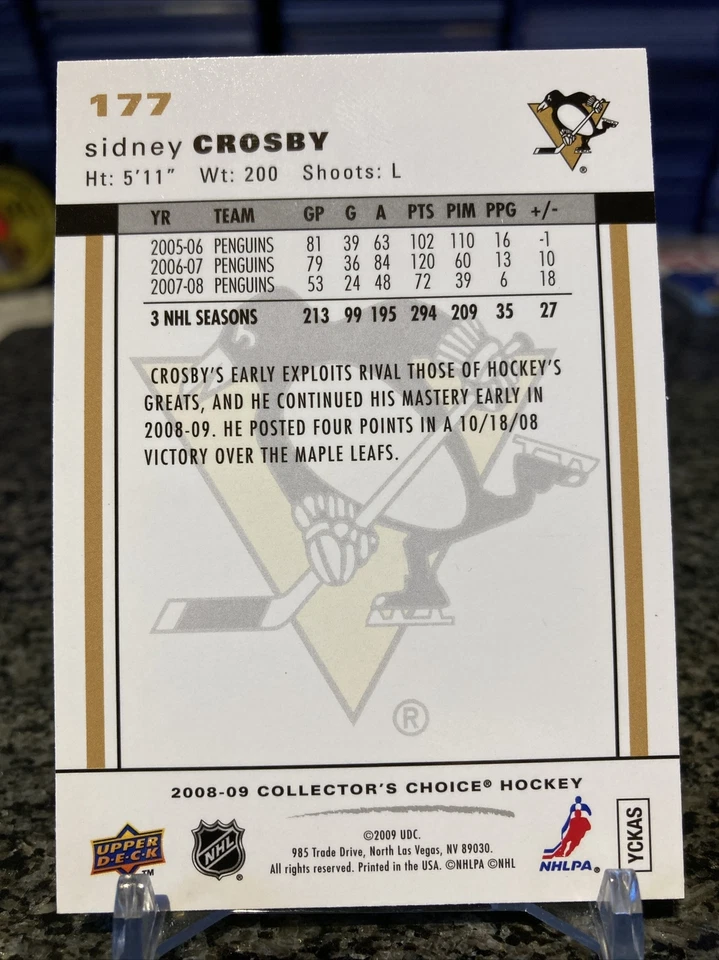 177
sidney CROSBY
Ht: 5'11" Wt: 200 Shoots: L
YR TEAM GP G A PTS PIM PPG +/-
2005-06 PENGUINS 81 39 63 102 110 16 -1
2006-07 PENGUINS 79 36 84 120 60 13 10
2007-08 PENGUINS 53 24 48 72 39 6 18
3 NHL SEASONS 213 99 195 294 209 35 27
CROSBY'S EARLY EXPLOITS RIVAL THOSE OF HOCKEY'S
GREATS, AND HE CONTINUED HIS MASTERY EARLY IN
2008-09. HE POSTED FOUR POINTS IN A 10/18/08
VICTORY OVER THE MAPLE LEAFS.
®
®
2008-09 COLLECTOR'S CHOICE® HOCKEY
UPPER
D·E·C·K
™
NHL
®
©2009 UDC.
985 Trade Drive, North Las Vegas, NV 89030.
All rights reserved. Printed in the USA. ©NHLPA ©NHL
NHLPA®
YCKAS